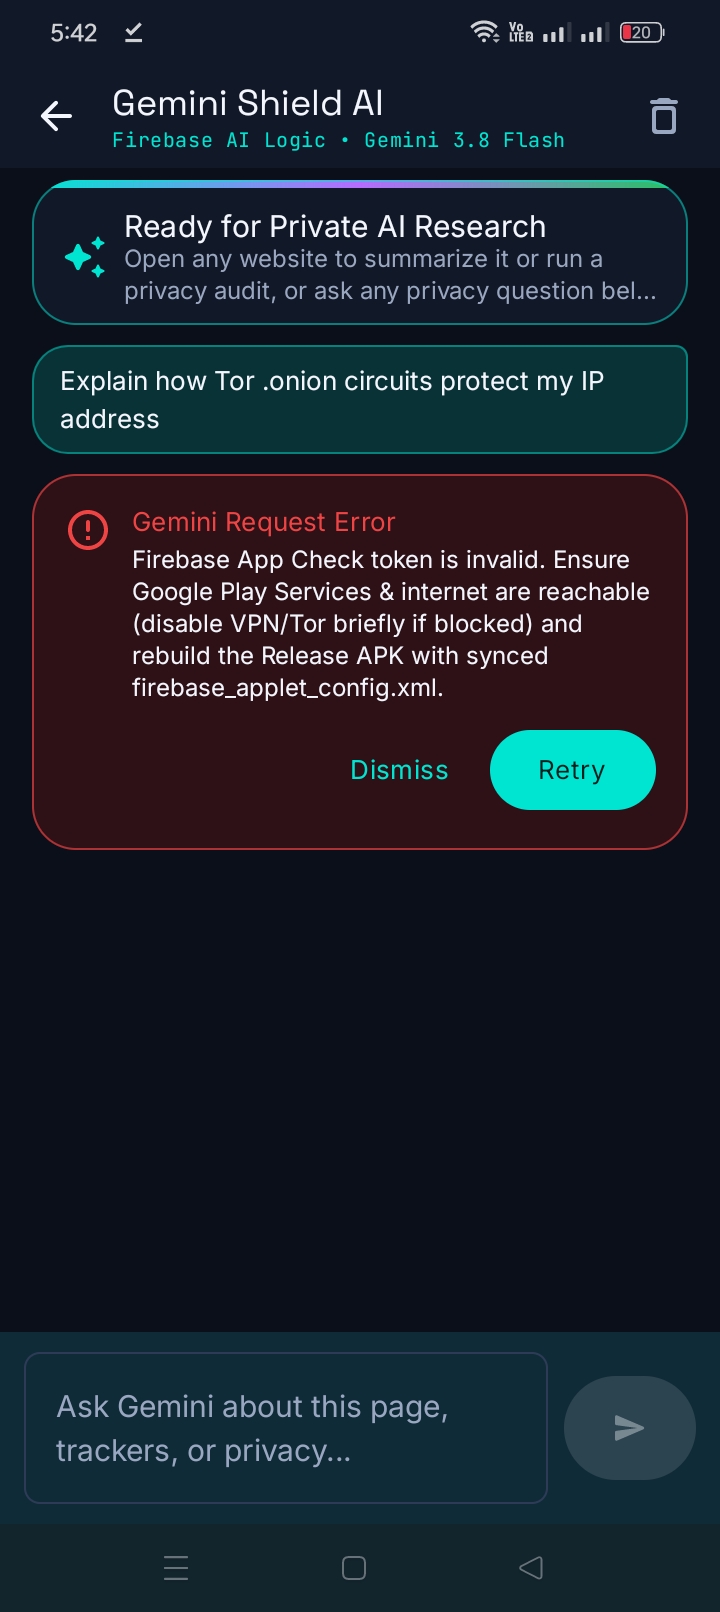 5:42
Vo
LTE2
20
Gemini Shield AI
Firebase AI Logic • Gemini 3.8 Flash
Ready for Private AI Research
Open any website to summarize it or run a
privacy audit, or ask any privacy question bel...
Explain how Tor .onion circuits protect my IP
address
Gemini Request Error
Firebase App Check token is invalid. Ensure
Google Play Services & internet are reachable
(disable VPN/Tor briefly if blocked) and
rebuild the Release APK with synced
firebase_applet_config.xml.
Dismiss
Retry
Ask Gemini about this page,
trackers, or privacy...